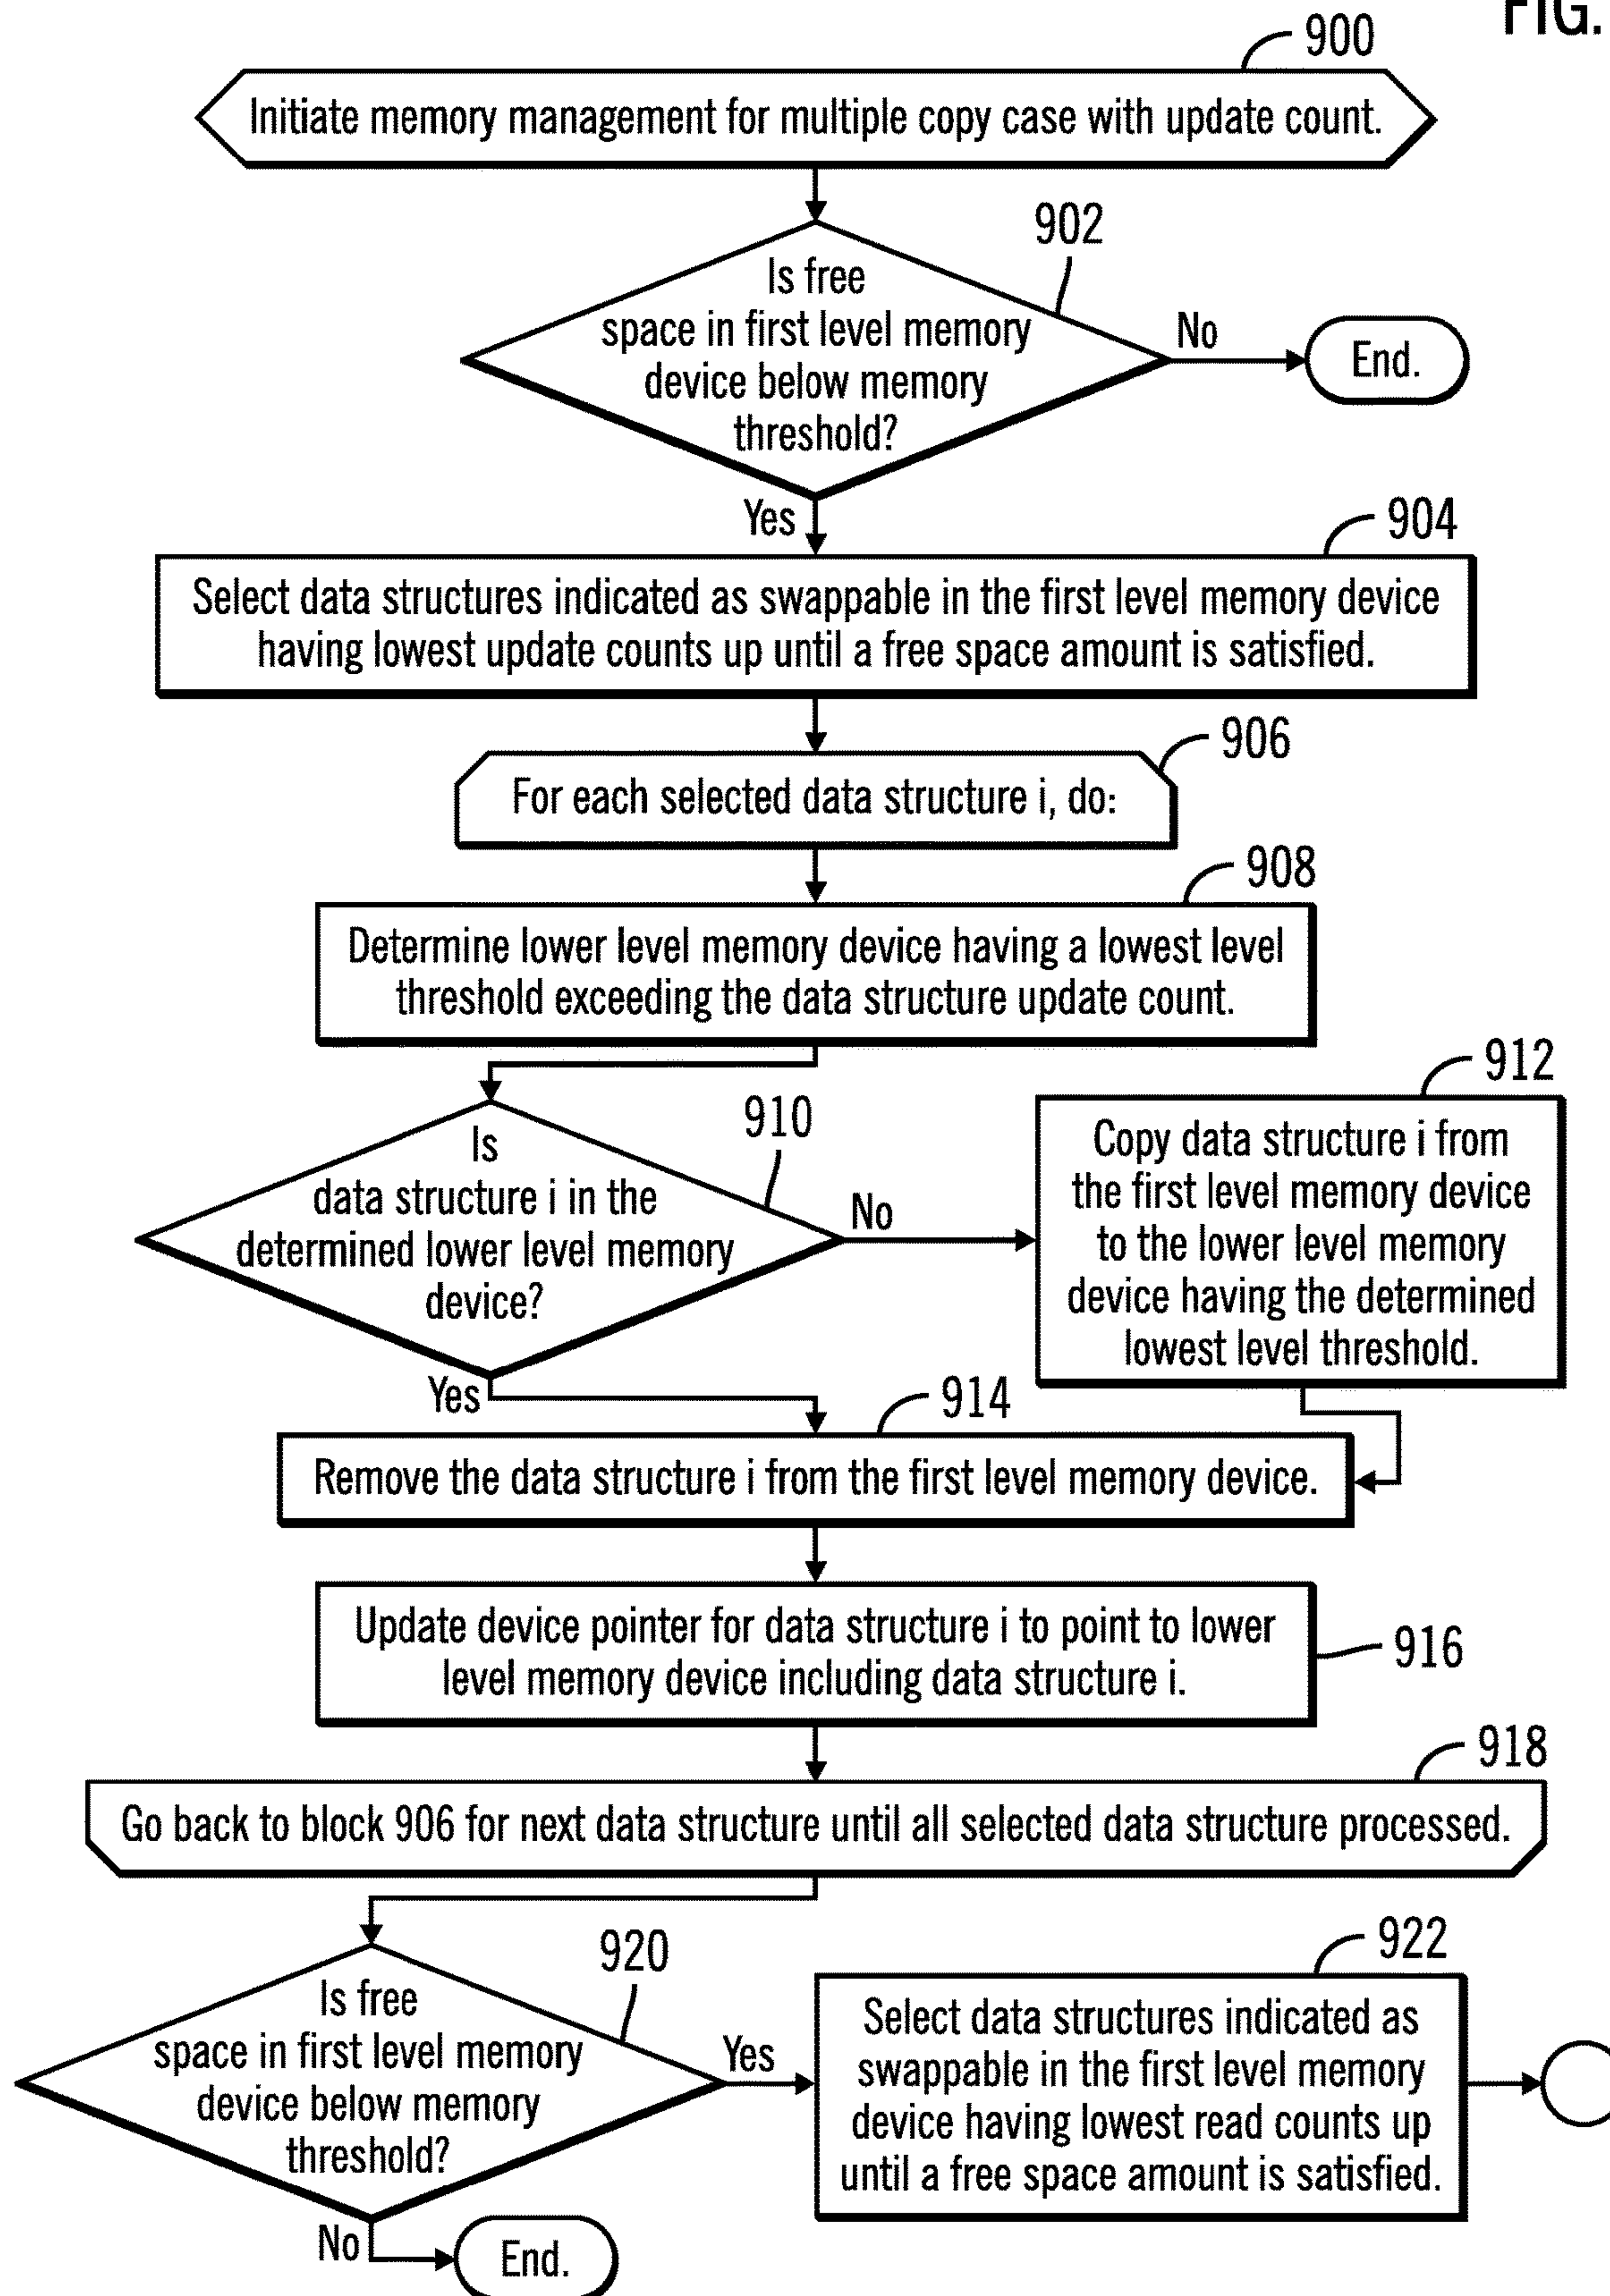 FIG.
900
Initiate memory management for multiple copy case with update count.
902
Is free
space in first level memory
device below memory
threshold?
No
End.
Yes
904
Select data structures indicated as swappable in the first level memory device
having lowest update counts up until a free space amount is satisfied.
906
For each selected data structure i, do:
908
Determine lower level memory device having a lowest level
threshold exceeding the data structure update count.
910
Is
data structure i in the
determined lower level memory
device?
No
912
Copy data structure i from
the first level memory device
to the lower level memory
device having the determined
lowest level threshold.
Yes
914
Remove the data structure i from the first level memory device.
Update device pointer for data structure i to point to lower
level memory device including data structure i.
916
918
Go back to block 906 for next data structure until all selected data structure processed.
920
Is free
space in first level memory
device below memory
threshold?
Yes
922
Select data structures indicated as
swappable in the first level memory
device having lowest read counts up
until a free space amount is satisfied.
No
End.